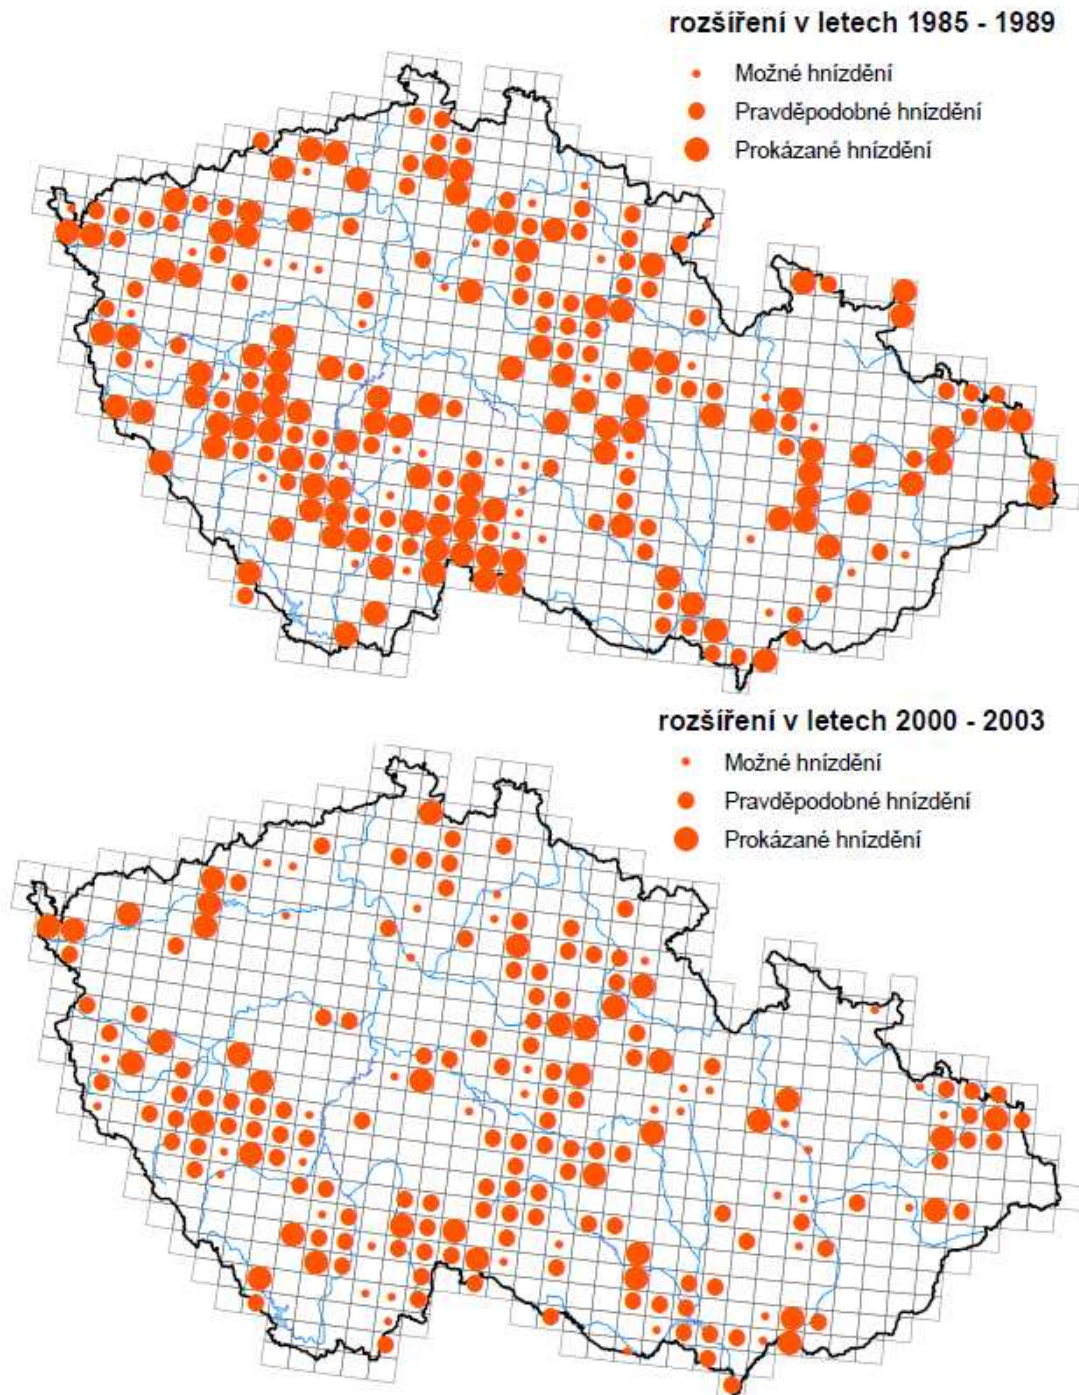 rozšíření v letech 1985 - 1989
Možné hnízdění
Pravděpodobné hnízdění
Prokázané hnízdění
rozšíření v letech 2000 - 2003
Možné hnízdění
Pravděpodobné hnízdění
Prokázané hnízdění